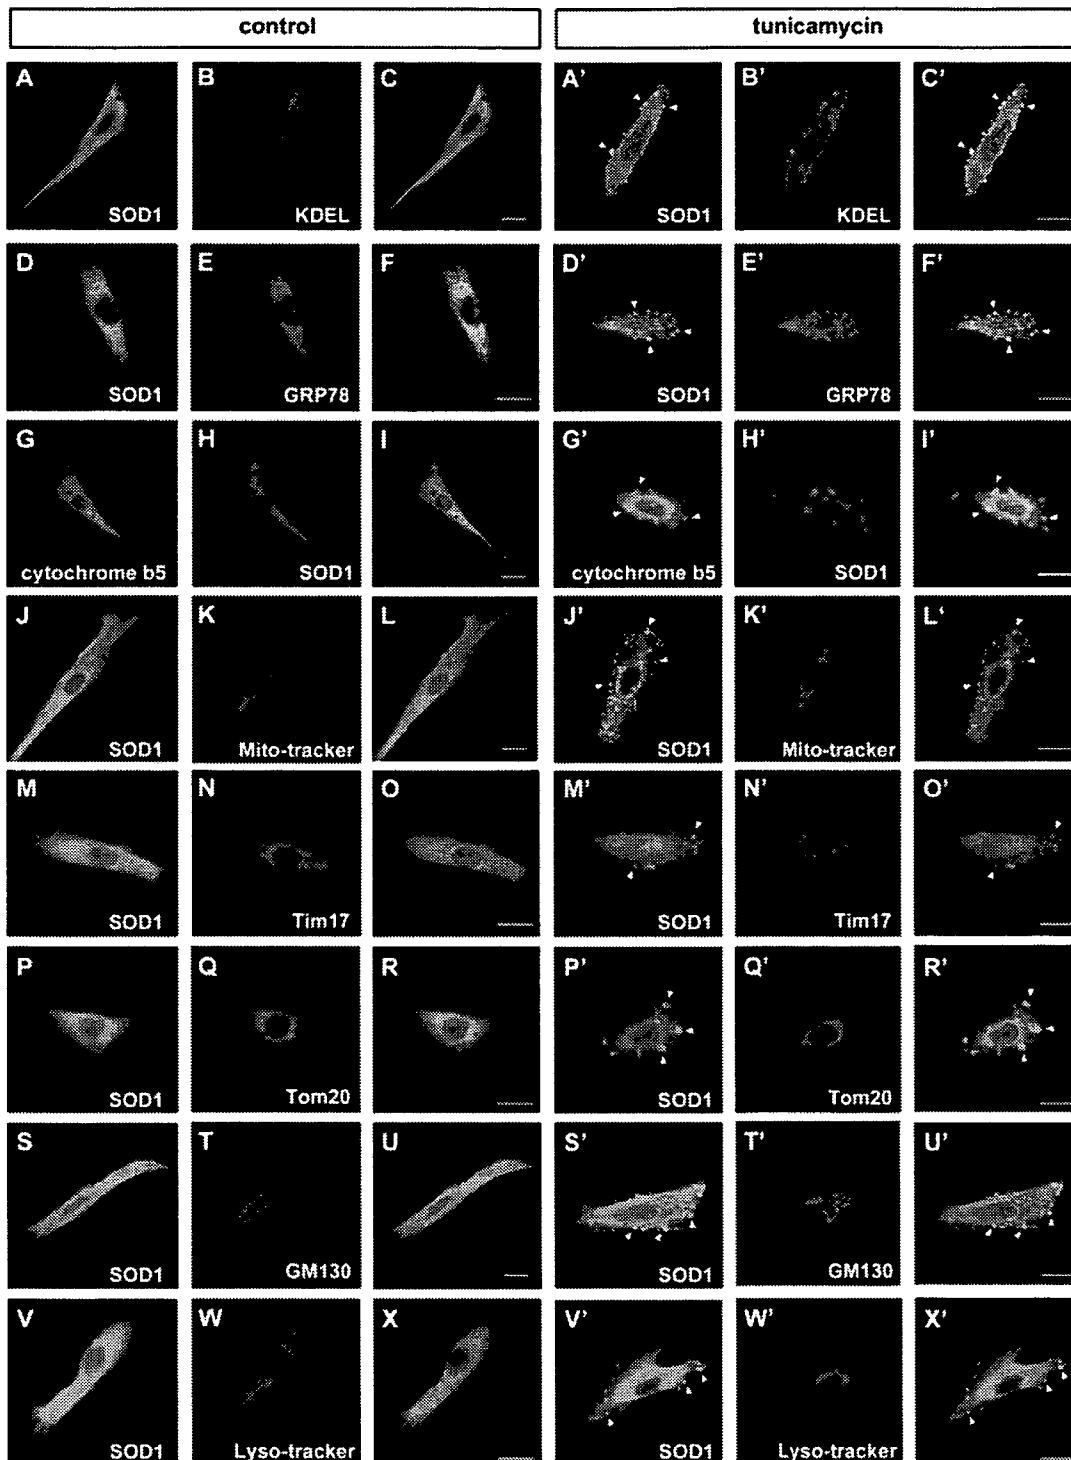 control tunicamycin
A B C A' B' C'
SOD1 KDEL SOD1 KDEL
D E F D' E' F'
SOD1 GRP78 SOD1 GRP78
G H I G' H' I'
cytochrome b5 SOD1 cytochrome b5 SOD1
J K L J' K' L'
SOD1 Mito-tracker SOD1 Mito-tracker
M N O M' N' O'
SOD1 Tim17 SOD1 Tim17
P Q R P' Q' R'
SOD1 Tom20 SOD1 Tom20
S T U S' T' U'
SOD1 GM130 SOD1 GM130
V W X V' W' X'
SOD1 Lyso-tracker SOD1 Lyso-tracker